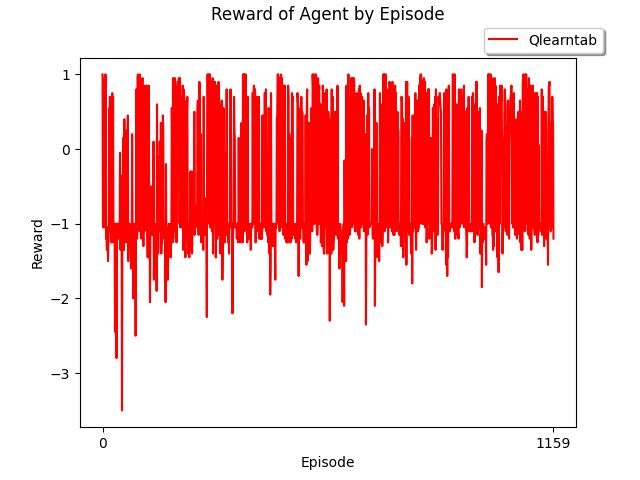 Reward of Agent by Episode
Qlearntab
1
0
−1
−2
−3
Reward
0
1159
Episode